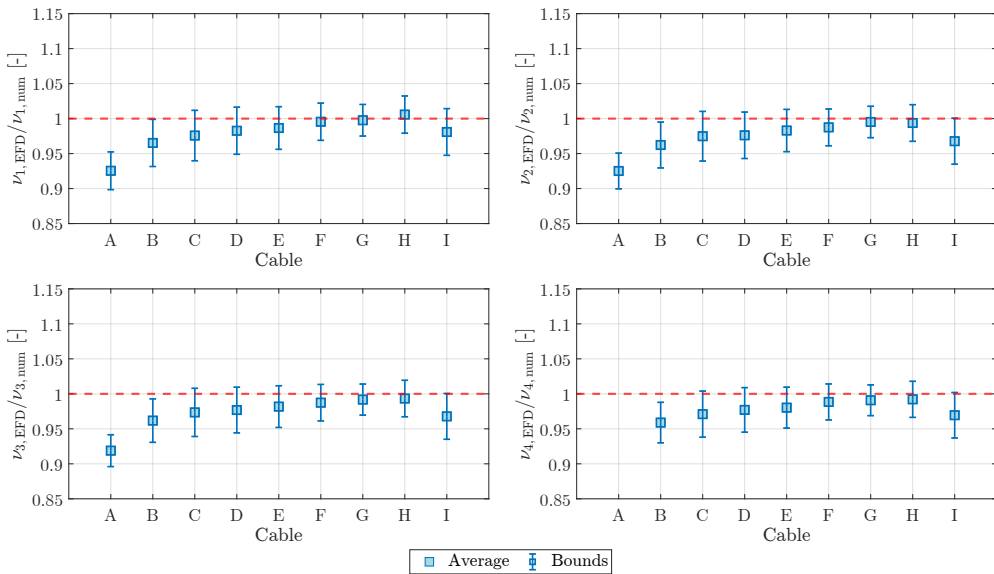 1.15
1.1
1.05
1
0.95
0.9
0.85
ν1, EFD/ν1, num [-]
A B C D E F G H I
Cable
1.15
1.1
1.05
1
0.95
0.9
0.85
ν2, EFD/ν2, num [-]
A B C D E F G H I
Cable
1.15
1.1
1.05
1
0.95
0.9
0.85
ν3, EFD/ν3, num [-]
A B C D E F G H I
Cable
1.15
1.1
1.05
1
0.95
0.9
0.85
ν4, EFD/ν4, num [-]
A B C D E F G H I
Cable
Average Bounds